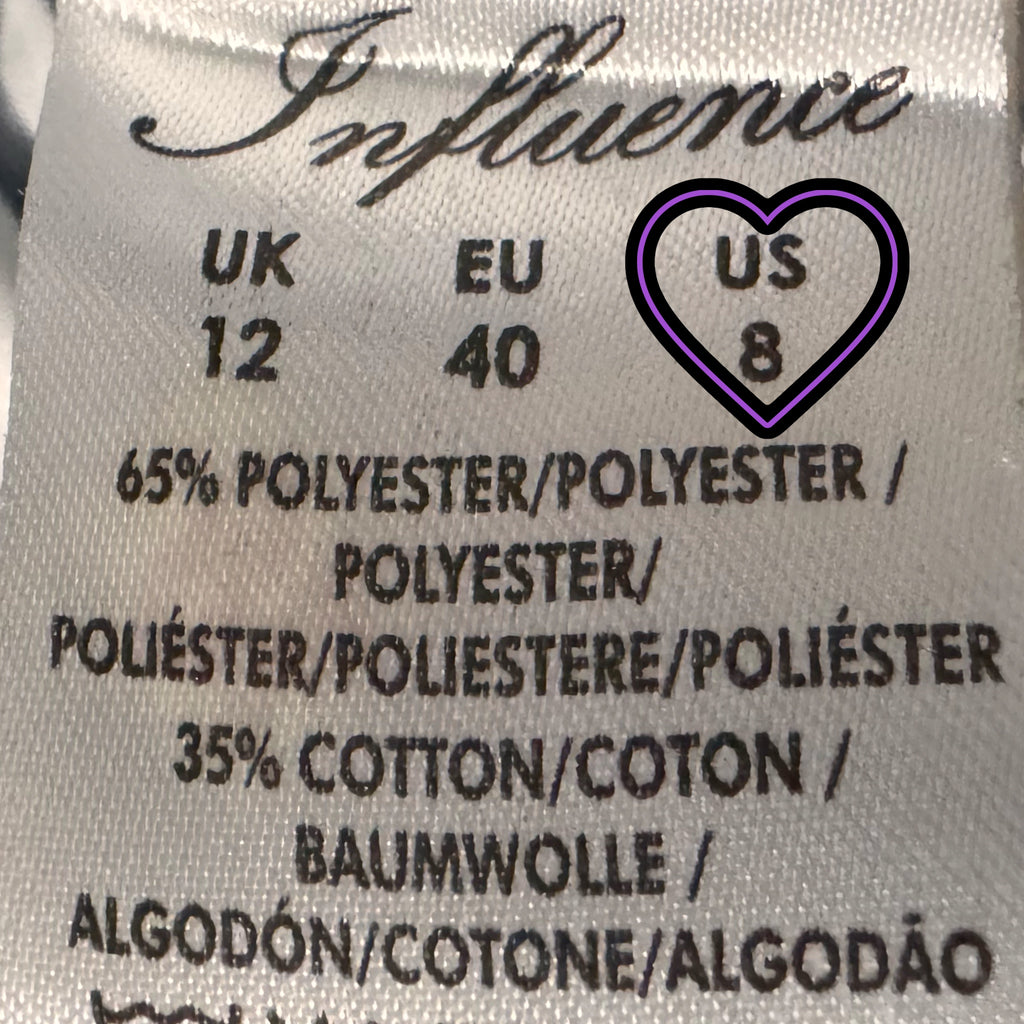 Influence
UK EU US
12 40 8
65% POLYESTER/POLYESTER /
POLYESTER/
POLIÉSTER/POLIESTERE/POLIÉSTER
35% COTTON/COTON /
BAUMWOLLE /
ALGODÓN/COTONE/ALGODÃO